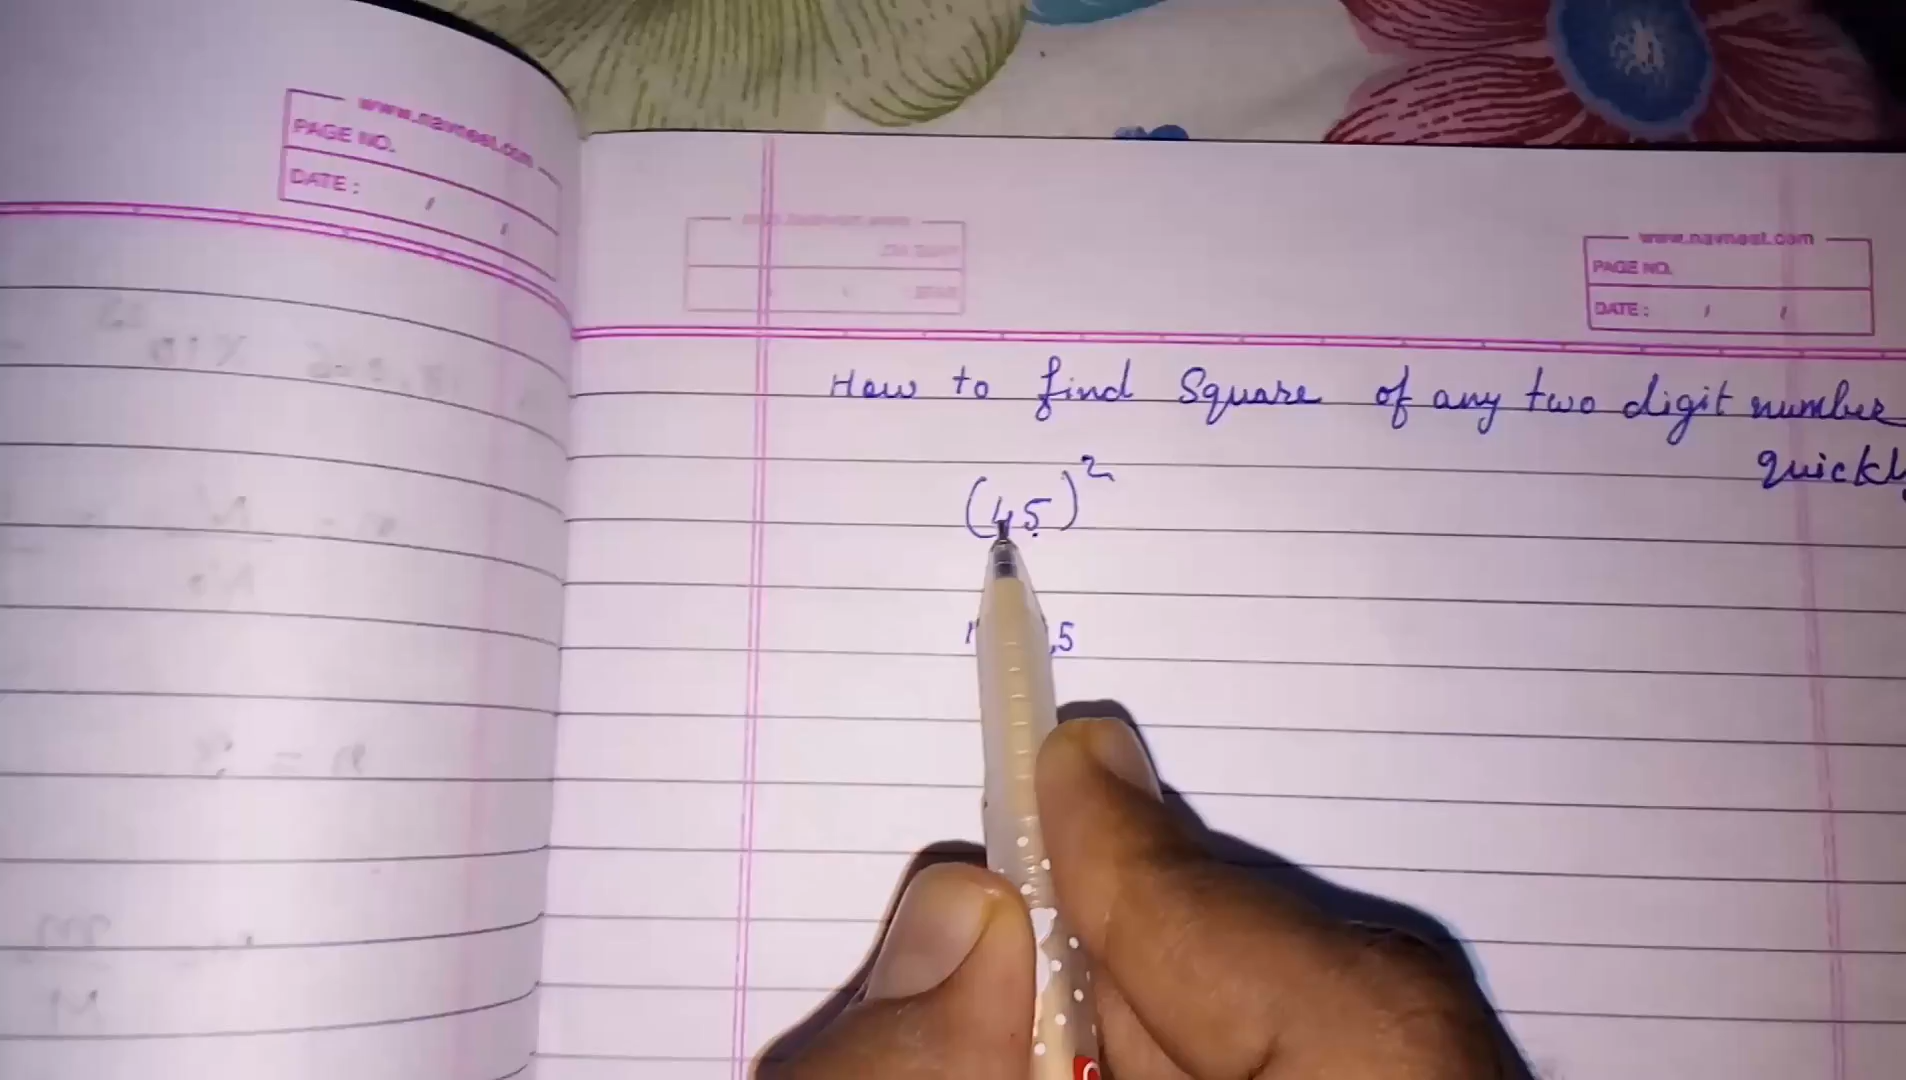 www.navneet.com
PAGE NO.
DATE : / /
www.navneet.com
PAGE NO.
DATE : / /
How to find Square of any two digit number
quickly
(45)²
,5